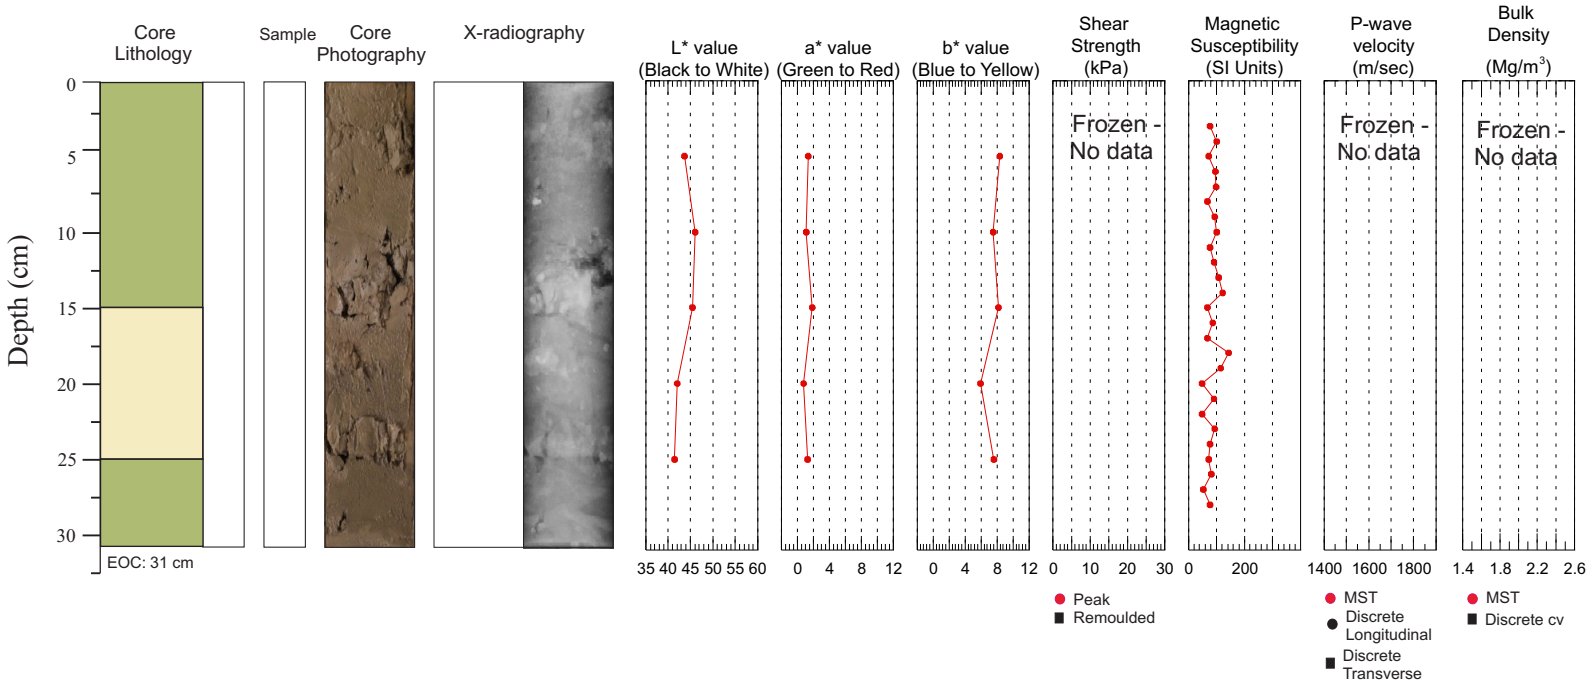 Core
Lithology
Sample
Core
Photography
X-radiography
L* value
(Black to White)
a* value
(Green to Red)
b* value
(Blue to Yellow)
Shear
Strength
(kPa)
Magnetic
Susceptibility
(SI Units)
P-wave
velocity
(m/sec)
Bulk
Density
(Mg/m³)
Depth (cm)
0
5
10
15
20
25
30
EOC: 31 cm
Frozen -
No data
Frozen -
No data
Frozen -
No data
35 40 45 50 55 60
0 4 8 12
0 4 8 12
0 10 20 30
0 200
1400 1600 1800
1.4 1.8 2.2 2.6
Peak
Remoulded
MST
Discrete
Longitudinal
Discrete
Transverse
MST
Discrete cv